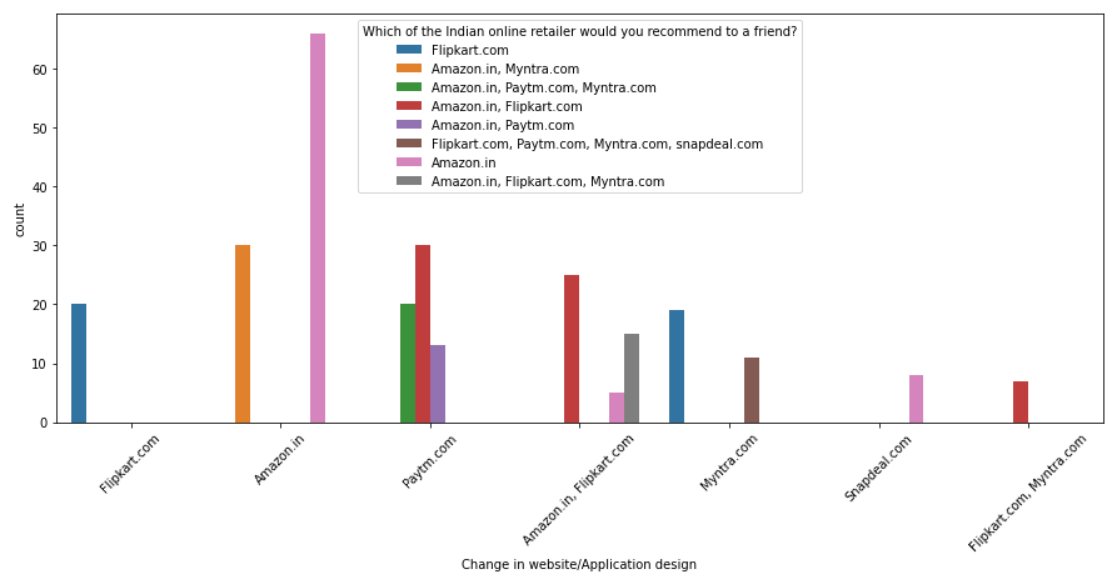 Which of the Indian online retailer would you recommend to a friend?
Flipkart.com
Amazon.in, Myntra.com
Amazon.in, Paytm.com, Myntra.com
Amazon.in, Flipkart.com
Amazon.in, Paytm.com
Flipkart.com, Paytm.com, Myntra.com, snapdeal.com
Amazon.in
Amazon.in, Flipkart.com, Myntra.com
count
60
50
40
30
20
10
0
Flipkart.com
Amazon.in
Paytm.com
Amazon.in, Flipkart.com
Myntra.com
Snapdeal.com
Flipkart.com, Myntra.com
Change in website/Application design